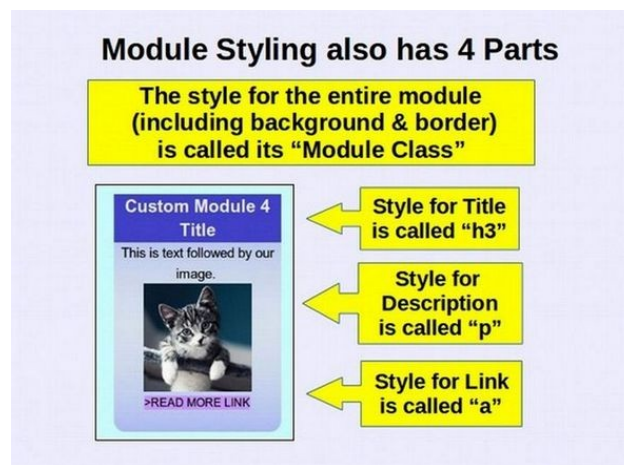 Module Styling also has 4 Parts
The style for the entire module
(including background & border)
is called its “Module Class”
Custom Module 4
Title
This is text followed by our
image.
>READ MORE LINK
Style for Title
is called “h3”
Style for
Description
is called “p”
Style for Link
is called “a”